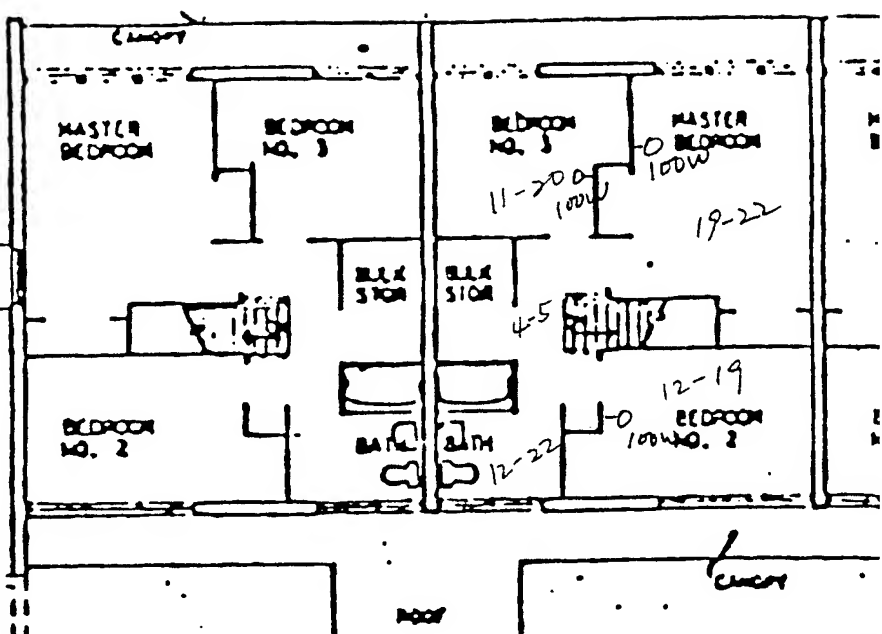 CANOPY
MASTER
BEDROOM
BEDROOM
NO. 3
BEDROOM
NO. 3
MASTER
BEDROOM
100W
11-20
100W
19-22
BULK
STOR
BULK
STOR
4-5
12-19
BEDROOM
NO. 2
BATH
BATH
12-22
100W
BEDROOM
NO. 2
CANOPY
ROOF